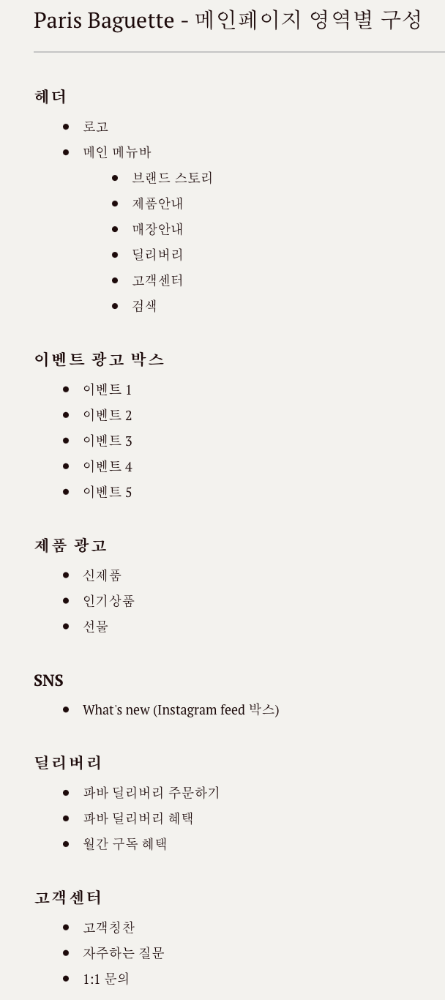 Paris Baguette - 메인페이지 영역별 구성
헤더
로고
메인 메뉴바
브랜드 스토리
제품안내
매장안내
딜리버리
고객센터
검색
이벤트 광고 박스
이벤트 1
이벤트 2
이벤트 3
이벤트 4
이벤트 5
제품 광고
신제품
인기상품
선물
SNS
What's new (Instagram feed 박스)
딜리버리
파바 딜리버리 주문하기
파바 딜리버리 혜택
월간 구독 혜택
고객센터
고객칭찬
자주하는 질문
1:1 문의